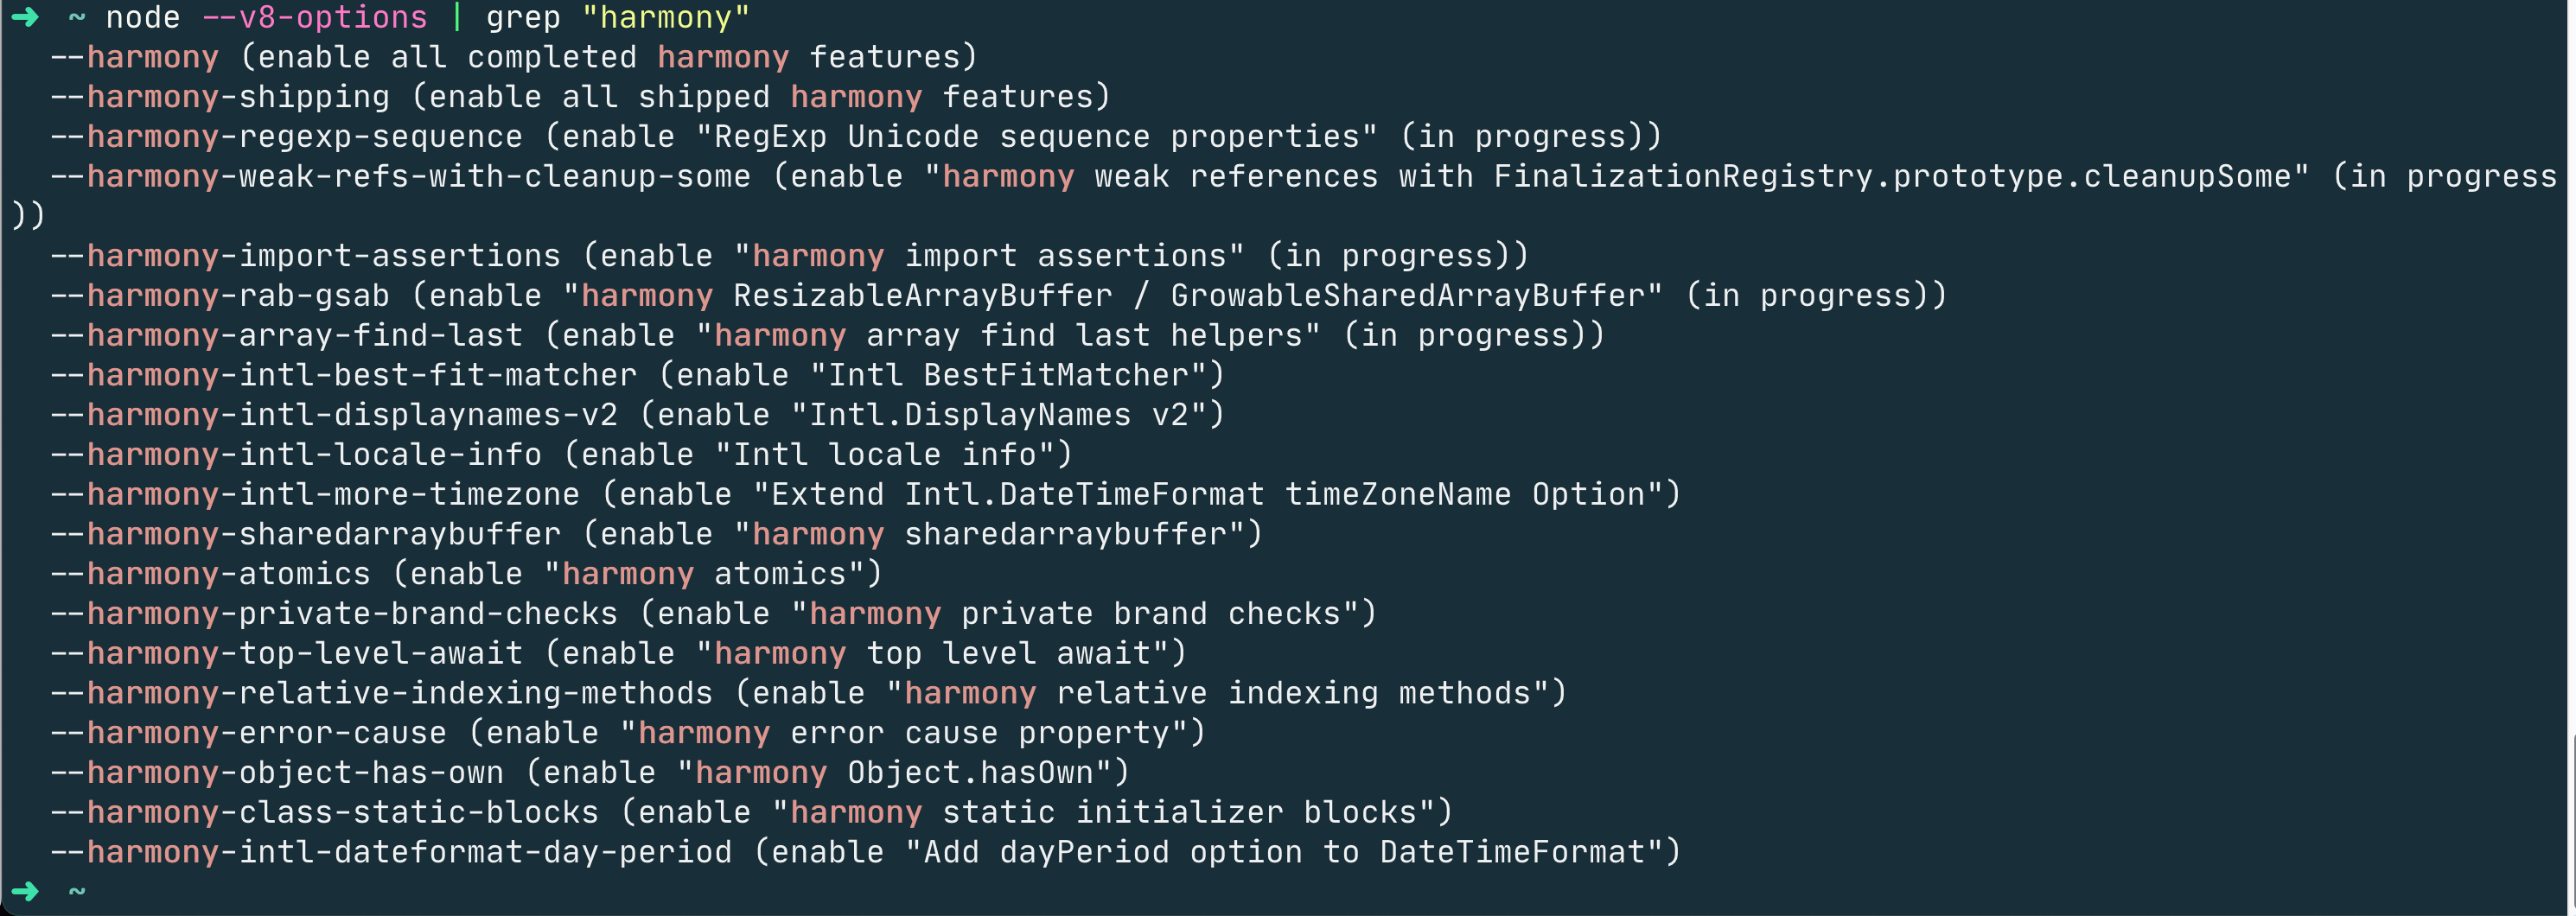 ➜ ~ node --v8-options | grep "harmony"
--harmony (enable all completed harmony features)
--harmony-shipping (enable all shipped harmony features)
--harmony-regexp-sequence (enable "RegExp Unicode sequence properties" (in progress))
--harmony-weak-refs-with-cleanup-some (enable "harmony weak references with FinalizationRegistry.prototype.cleanupSome" (in progress
))
--harmony-import-assertions (enable "harmony import assertions" (in progress))
--harmony-rab-gsab (enable "harmony ResizableArrayBuffer / GrowableSharedArrayBuffer" (in progress))
--harmony-array-find-last (enable "harmony array find last helpers" (in progress))
--harmony-intl-best-fit-matcher (enable "Intl BestFitMatcher")
--harmony-intl-displaynames-v2 (enable "Intl.DisplayNames v2")
--harmony-intl-locale-info (enable "Intl locale info")
--harmony-intl-more-timezone (enable "Extend Intl.DateTimeFormat timeZoneName Option")
--harmony-sharedarraybuffer (enable "harmony sharedarraybuffer")
--harmony-atomics (enable "harmony atomics")
--harmony-private-brand-checks (enable "harmony private brand checks")
--harmony-top-level-await (enable "harmony top level await")
--harmony-relative-indexing-methods (enable "harmony relative indexing methods")
--harmony-error-cause (enable "harmony error cause property")
--harmony-object-has-own (enable "harmony Object.hasOwn")
--harmony-class-static-blocks (enable "harmony static initializer blocks")
--harmony-intl-dateformat-day-period (enable "Add dayPeriod option to DateTimeFormat")
➜ ~